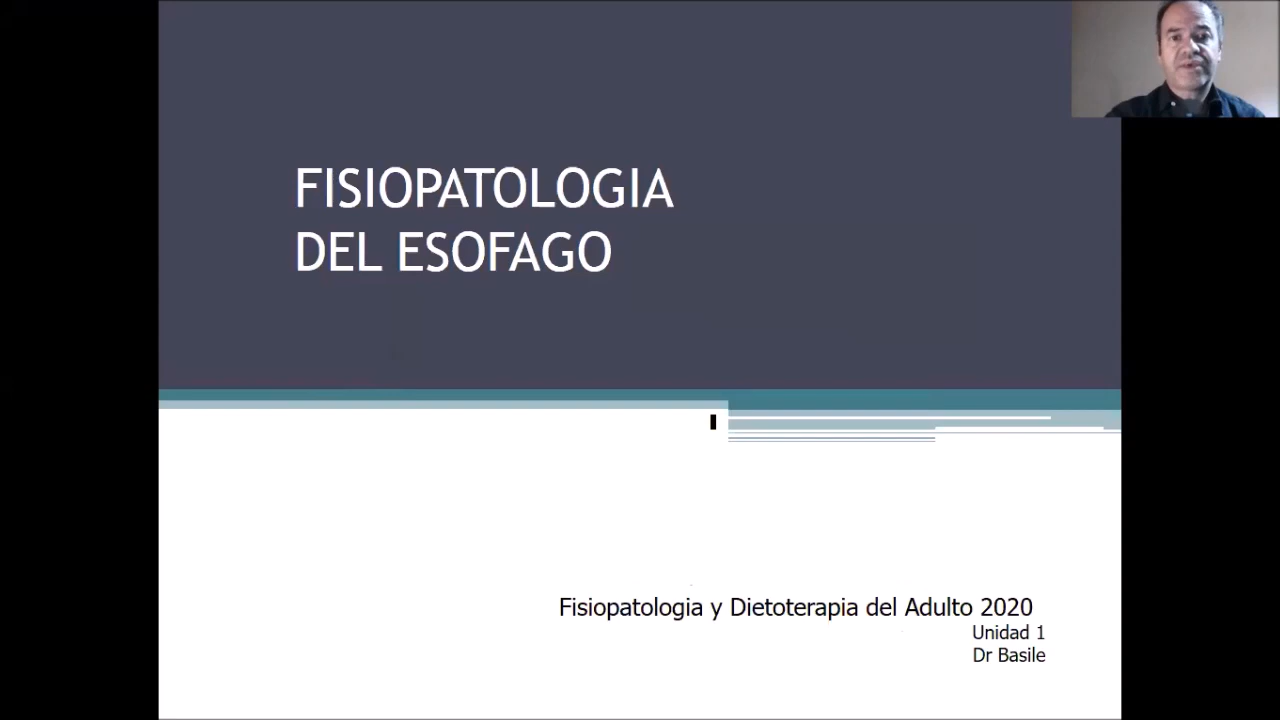 FISIOPATOLOGIA
DEL ESOFAGO
Fisiopatologia y Dietoterapia del Adulto 2020
Unidad 1
Dr Basile